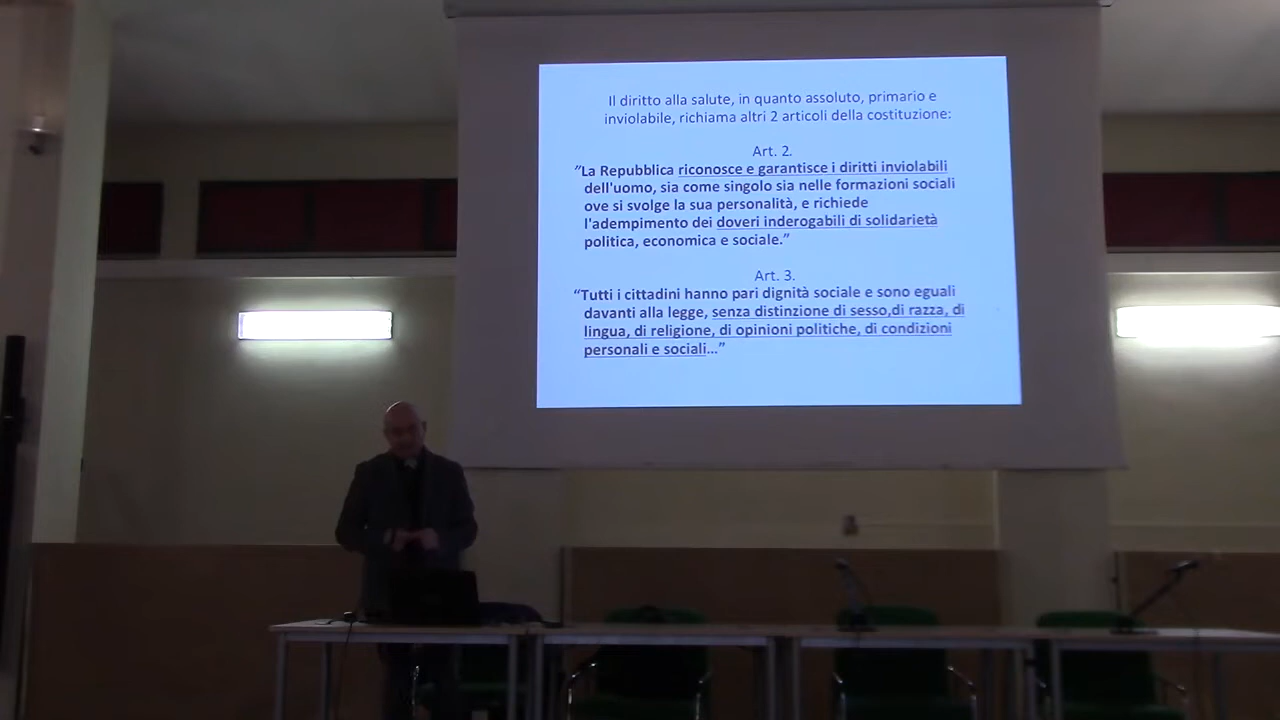 Il diritto alla salute, in quanto assoluto, primario e
inviolabile, richiama altri 2 articoli della costituzione:
Art. 2.
“La Repubblica riconosce e garantisce i diritti inviolabili
dell'uomo, sia come singolo sia nelle formazioni sociali
ove si svolge la sua personalità, e richiede
l'adempimento dei doveri inderogabili di solidarietà
politica, economica e sociale.”
Art. 3.
“Tutti i cittadini hanno pari dignità sociale e sono eguali
davanti alla legge, senza distinzione di sesso,di razza, di
lingua, di religione, di opinioni politiche, di condizioni
personali e sociali...”